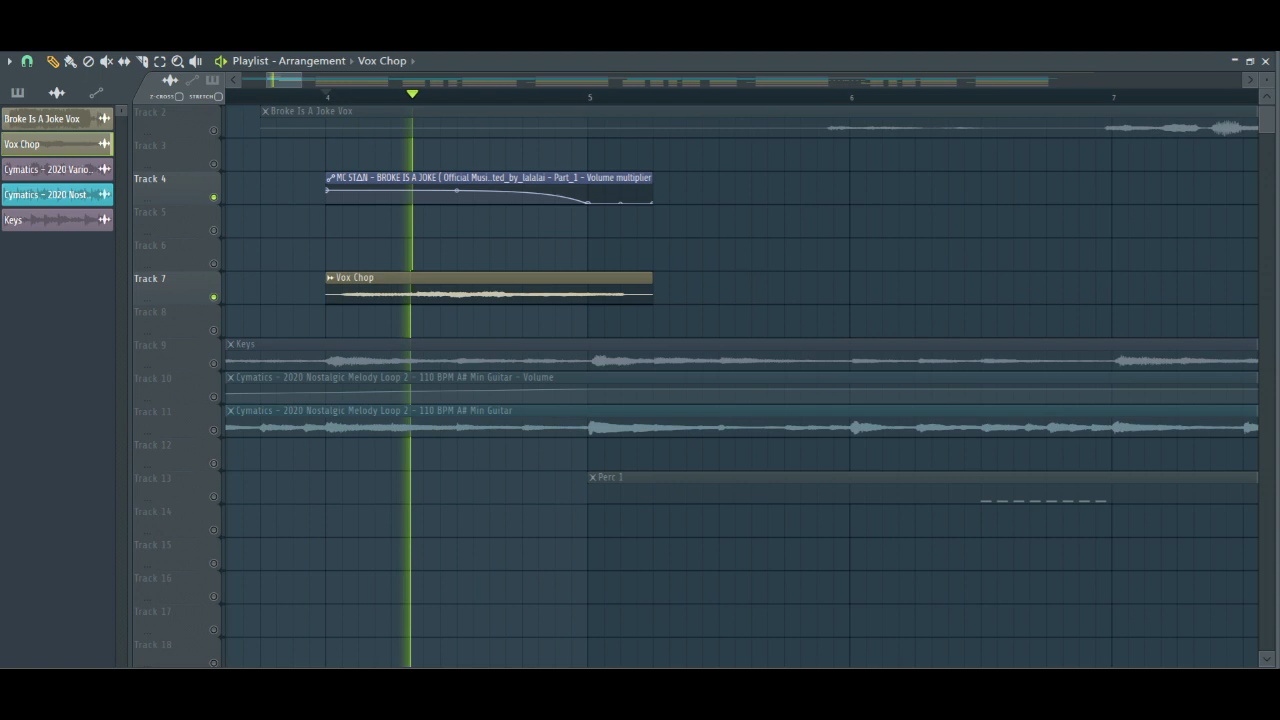 Playlist - Arrangement › Vox Chop ›
Z-CROSS STRETCH
4 5 6 7
Broke Is A Joke Vox
Vox Chop
Cymatics - 2020 Vario..
Cymatics - 2020 Nost..
Keys
Track 2 Broke Is A Joke Vox
Track 3
Track 4 MC STΔN - BROKE IS A JOKE ( Official Musi..ted_by_lalalai - Part_1 - Volume multiplier
Track 5
Track 6
Track 7 Vox Chop
Track 8
Track 9 Keys
Track 10 Cymatics - 2020 Nostalgic Melody Loop 2 - 110 BPM A# Min Guitar - Volume
Track 11 Cymatics - 2020 Nostalgic Melody Loop 2 - 110 BPM A# Min Guitar
Track 12
Track 13 Perc 1
Track 14
Track 15
Track 16
Track 17
Track 18